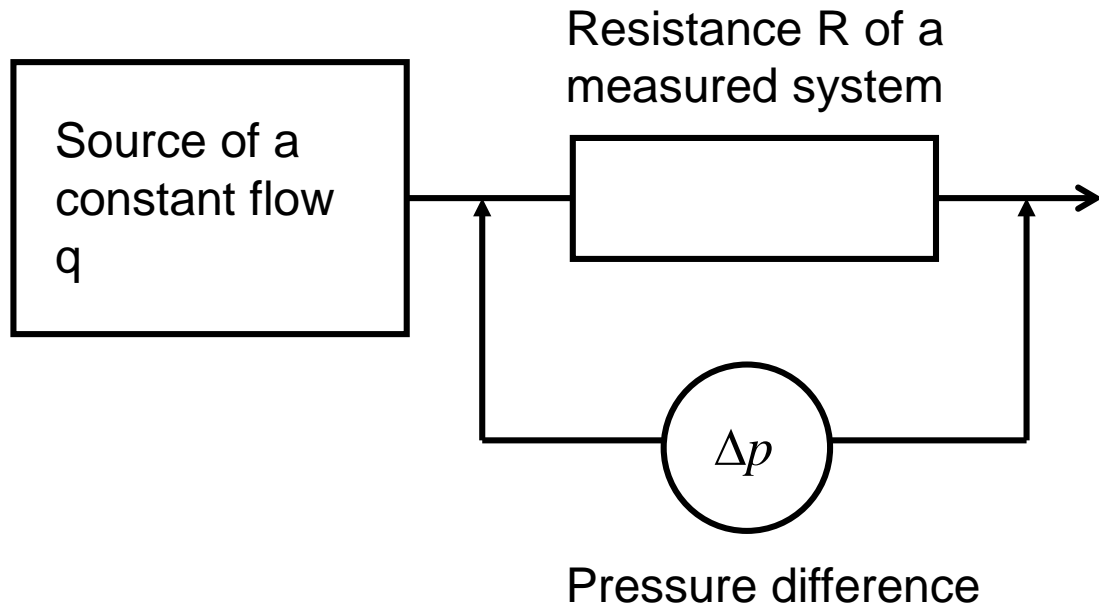 Resistance R of a
measured system
Source of a
constant flow
q
Δp
Pressure difference